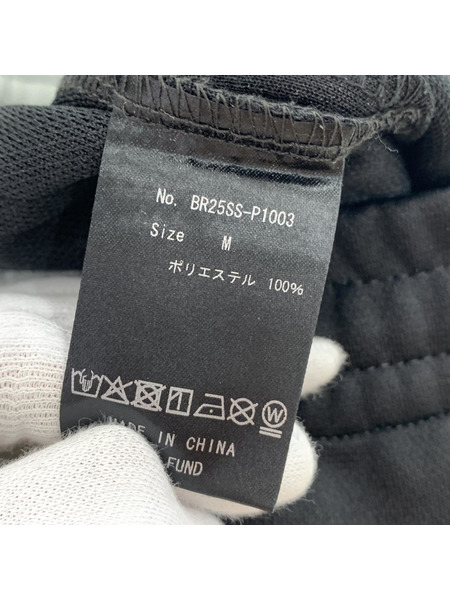 No. BR25SS-P1003
Size M
ポリエステル 100%
W
MADE IN CHINA
FUND